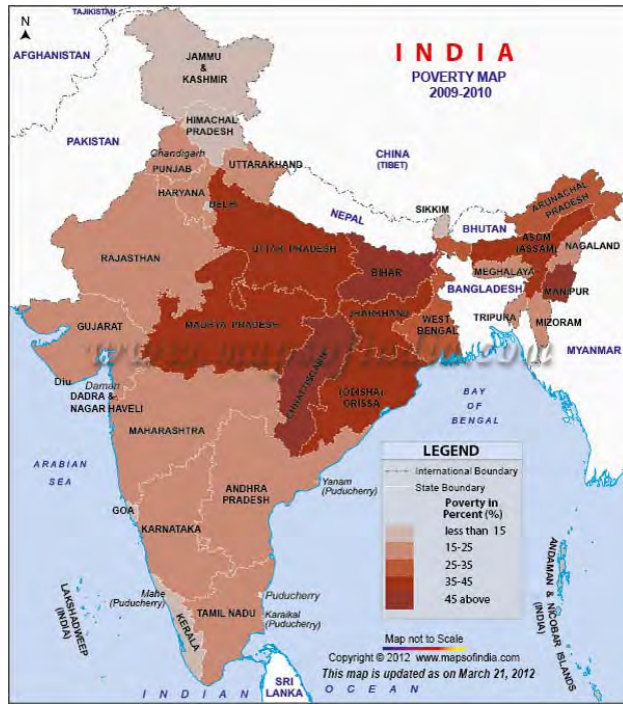 N
TAJIKISTAN
AFGHANISTAN
INDIA
POVERTY MAP
2009-2010
JAMMU
&
KASHMIR
HIMACHAL
PRADESH
PAKISTAN
Chandigarh
PUNJAB
UTTARAKHAND
HARYANA
DELHI
CHINA
(TIBET)
NEPAL
SIKKIM
BHUTAN
ARUNACHAL
PRADESH
ASOM
(ASSAM)
NAGALAND
RAJASTHAN
UTTAR PRADESH
BIHAR
MEGHALAYA
BANGLADESH
MANIPUR
GUJARAT
MADHYA PRADESH
JHARKHAND
WEST
BENGAL
TRIPURA
MIZORAM
MYANMAR
www.mapsofindia.com
CHHATTISGARH
Diu
Daman
DADRA &
NAGAR HAVELI
(ODISHA)
ORISSA
BAY
OF
BENGAL
MAHARASHTRA
ARABIAN
SEA
ANDHRA
PRADESH
Yanam
(Puducherry)
GOA
KARNATAKA
LEGEND
International Boundary
State Boundary
Poverty in
Percent (%)
less than 15
15-25
25-35
35-45
45 above
Mahe
(Puducherry)
Puducherry
TAMIL NADU
Karaikal
(Puducherry)
KERALA
LAKSHADWEEP
(INDIA)
ANDAMAN & NICOBAR ISLANDS
(INDIA)
Map not to Scale
Copyright © 2012 www.mapsofindia.com
This map is updated as on March 21, 2012
SRI
LANKA
INDIAN OCEAN